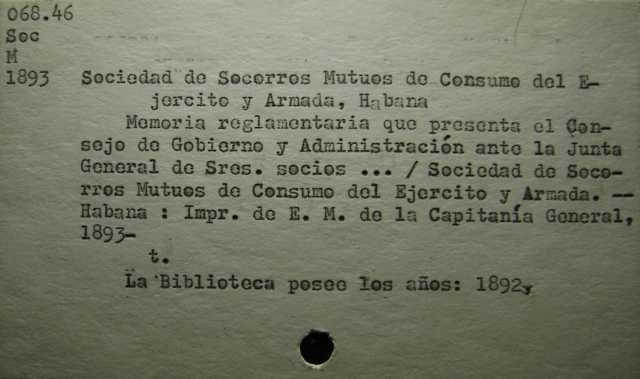 068.46
Soc
M
1893 Sociedad de Socorros Mutuos de Consumo del E-
jercito y Armada, Habana
Memoria reglamentaria que presenta el Con-
sejo de Gobierno y Administración ante la Junta
General de Sres. socios ... / Sociedad de Soco-
rros Mutuos de Consumo del Ejercito y Armada. --
Habana : Impr. de E. M. de la Capitanía General,
1893-
t.
La Biblioteca posee los años: 1892,